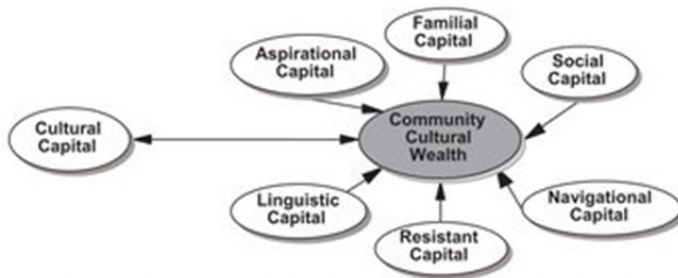 Familial
Capital
Aspirational
Capital
Social
Capital
Community
Cultural
Wealth
Cultural
Capital
Linguistic
Capital
Navigational
Capital
Resistant
Capital